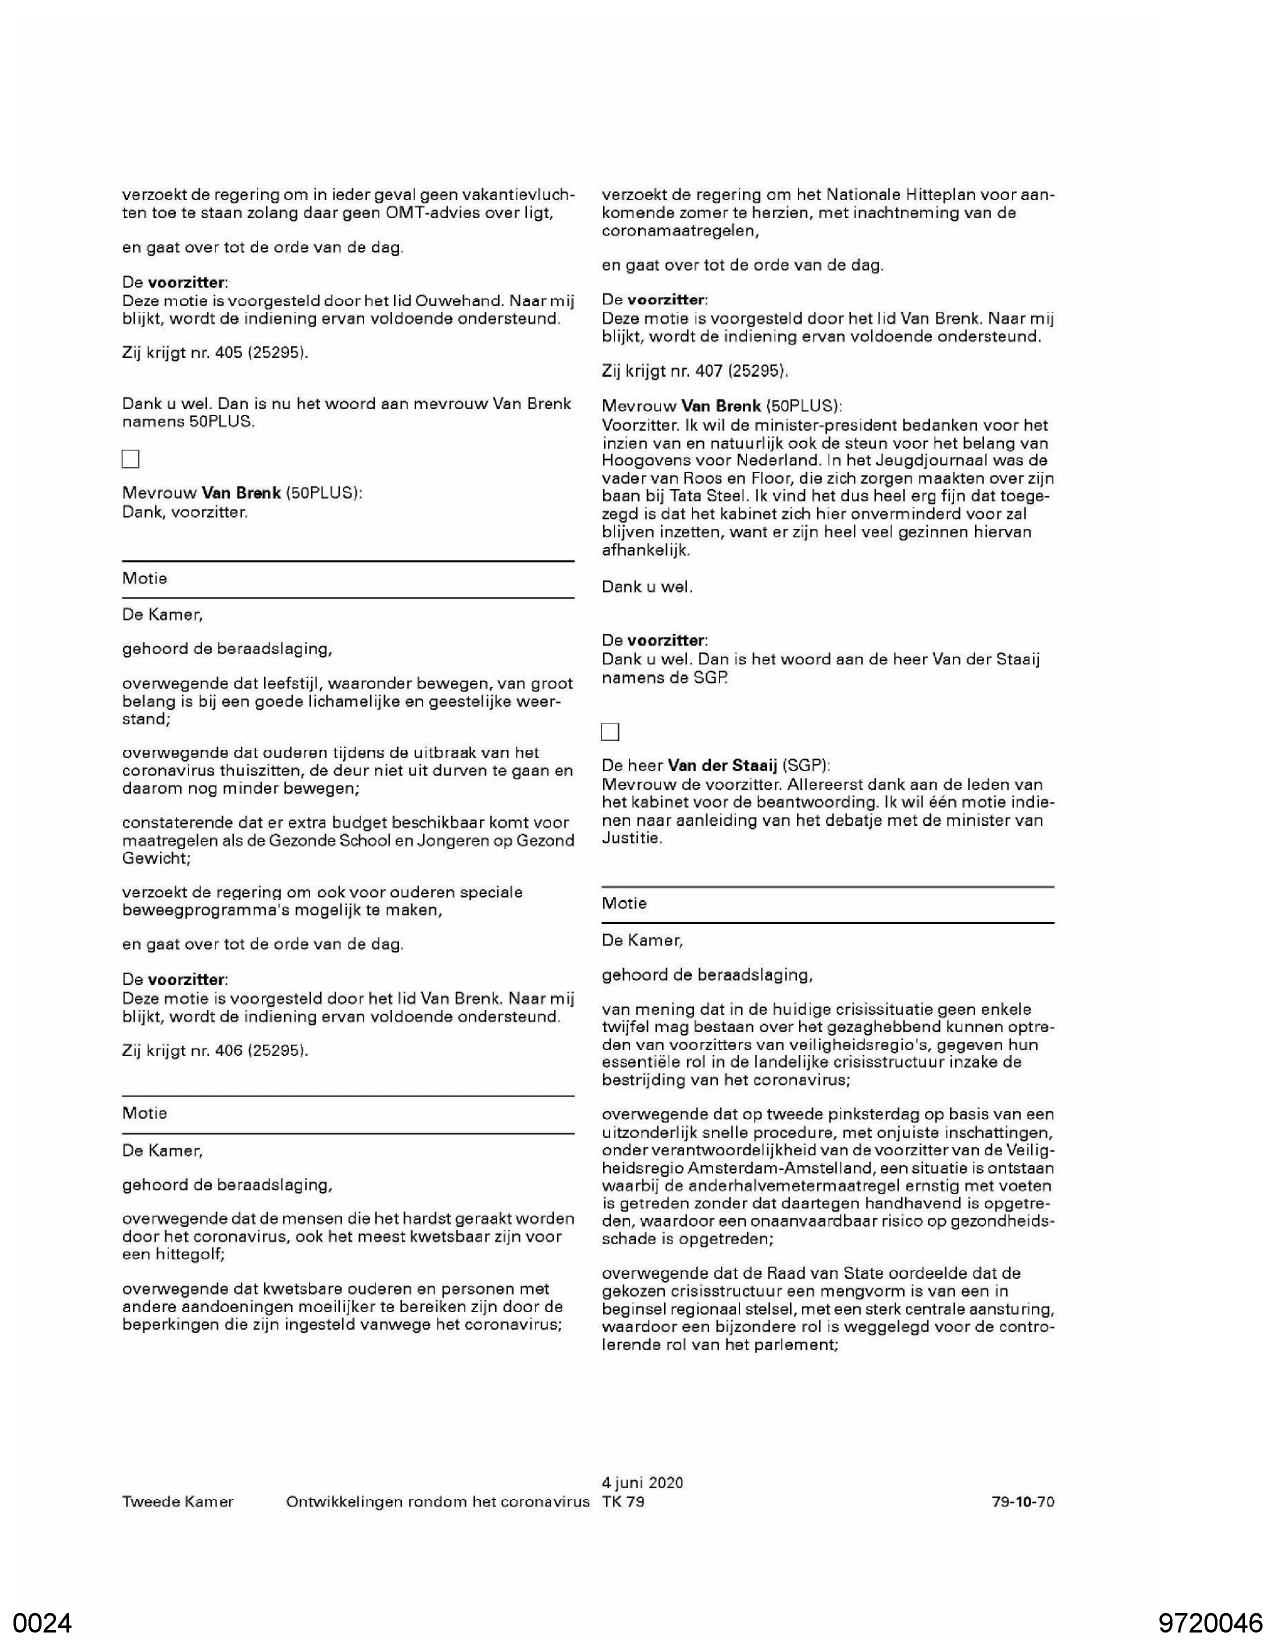 verzoekt de regering om in ieder geval geen vakantievluch-
ten toe te staan zolang daar geen OMT-advies over ligt,
en gaat over tot de orde van de dag.
De voorzitter:
Deze motie is voorgesteld door het lid Ouwehand. Naar mij
blijkt, wordt de indiening ervan voldoende ondersteund.
Zij krijgt nr. 405 (25295).
Dank u wel. Dan is nu het woord aan mevrouw Van Brenk
namens 50PLUS.
Mevrouw Van Brenk (50PLUS):
Dank, voorzitter.
Motie
De Kamer,
gehoord de beraadslaging,
overwegende dat leefstijl, waaronder bewegen, van groot
belang is bij een goede lichamelijke en geestelijke weer-
stand;
overwegende dat ouderen tijdens de uitbraak van het
coronavirus thuiszitten, de deur niet uit durven te gaan en
daarom nog minder bewegen;
constaterende dat er extra budget beschikbaar komt voor
maatregelen als de Gezonde School en Jongeren op Gezond
Gewicht;
verzoekt de regering om ook voor ouderen speciale
beweegprogramma's mogelijk te maken,
en gaat over tot de orde van de dag.
De voorzitter:
Deze motie is voorgesteld door het lid Van Brenk. Naar mij
blijkt, wordt de indiening ervan voldoende ondersteund.
Zij krijgt nr. 406 (25295).
Motie
De Kamer,
gehoord de beraadslaging,
overwegende dat de mensen die het hardst geraakt worden
door het coronavirus, ook het meest kwetsbaar zijn voor
een hittegolf;
overwegende dat kwetsbare ouderen en personen met
andere aandoeningen moeilijker te bereiken zijn door de
beperkingen die zijn ingesteld vanwege het coronavirus;
verzoekt de regering om het Nationale Hitteplan voor aan-
komende zomer te herzien, met inachtneming van de
coronamaatregelen,
en gaat over tot de orde van de dag.
De voorzitter:
Deze motie is voorgesteld door het lid Van Brenk. Naar mij
blijkt, wordt de indiening ervan voldoende ondersteund.
Zij krijgt nr. 407 (25295).
Mevrouw Van Brenk (50PLUS):
Voorzitter. Ik wil de minister-president bedanken voor het
inzien van en natuurlijk ook de steun voor het belang van
Hoogovens voor Nederland. In het Jeugdjournaal was de
vader van Roos en Floor, die zich zorgen maakten over zijn
baan bij Tata Steel. Ik vind het dus heel erg fijn dat toege-
zegd is dat het kabinet zich hier onverminderd voor zal
blijven inzetten, want er zijn heel veel gezinnen hiervan
afhankelijk.
Dank u wel.
De voorzitter:
Dank u wel. Dan is het woord aan de heer Van der Staaij
namens de SGP.
De heer Van der Staaij (SGP):
Mevrouw de voorzitter. Allereerst dank aan de leden van
het kabinet voor de beantwoording. Ik wil één motie indie-
nen naar aanleiding van het debatje met de minister van
Justitie.
Motie
De Kamer,
gehoord de beraadslaging,
van mening dat in de huidige crisissituatie geen enkele
twijfel mag bestaan over het gezaghebbend kunnen optre-
den van voorzitters van veiligheidsregio's, gegeven hun
essentiële rol in de landelijke crisisstructuur inzake de
bestrijding van het coronavirus;
overwegende dat op tweede pinksterdag op basis van een
uitzonderlijk snelle procedure, met onjuiste inschattingen,
onder verantwoordelijkheid van de voorzitter van de Veilig-
heidsregio Amsterdam-Amstelland, een situatie is ontstaan
waarbij de anderhalvemetermaatregel ernstig met voeten
is getreden zonder dat daartegen handhavend is opgetre-
den, waardoor een onaanvaardbaar risico op gezondheids-
schade is opgetreden;
overwegende dat de Raad van State oordeelde dat de
gekozen crisisstructuur een mengvorm is van een in
beginsel regionaal stelsel, met een sterk centrale aansturing,
waardoor een bijzondere rol is weggelegd voor de contro-
lerende rol van het parlement;
4 juni 2020
Tweede Kamer Ontwikkelingen rondom het coronavirus TK 79 79-10-70
0024 9720046